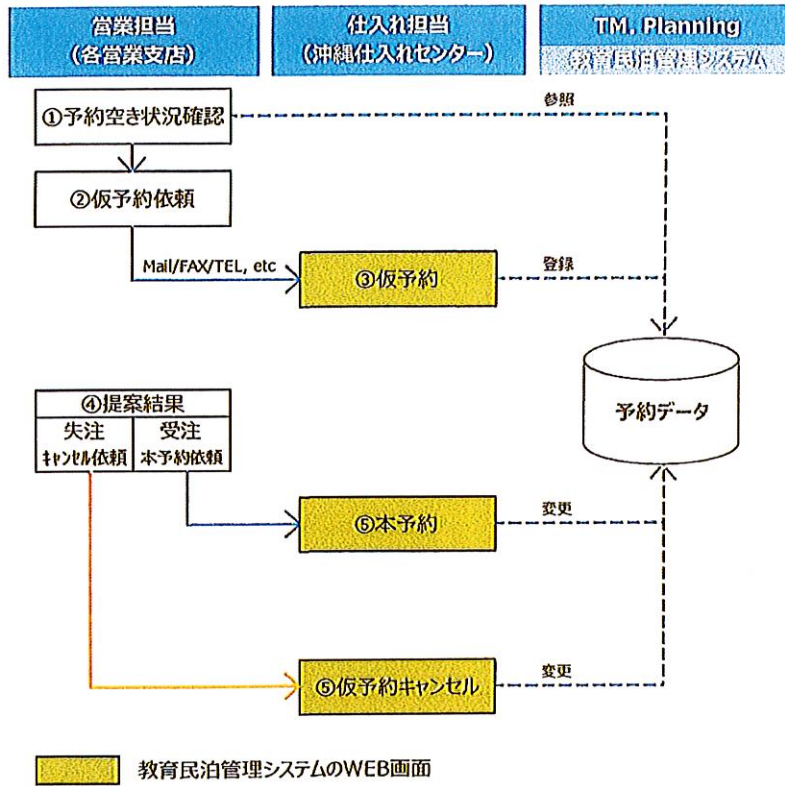 営業担当
（各営業支店）
仕入れ担当
（沖縄仕入れセンター）
TM. Planning
教育民泊管理システム
①予約空き状況確認
参照
②仮予約依頼
Mail/FAX/TEL, etc
③仮予約
登録
予約データ
④提案結果
失注
ｷｬﾝｾﾙ依頼
受注
本予約依頼
⑤本予約
変更
⑤仮予約キャンセル
変更
教育民泊管理システムのWEB画面